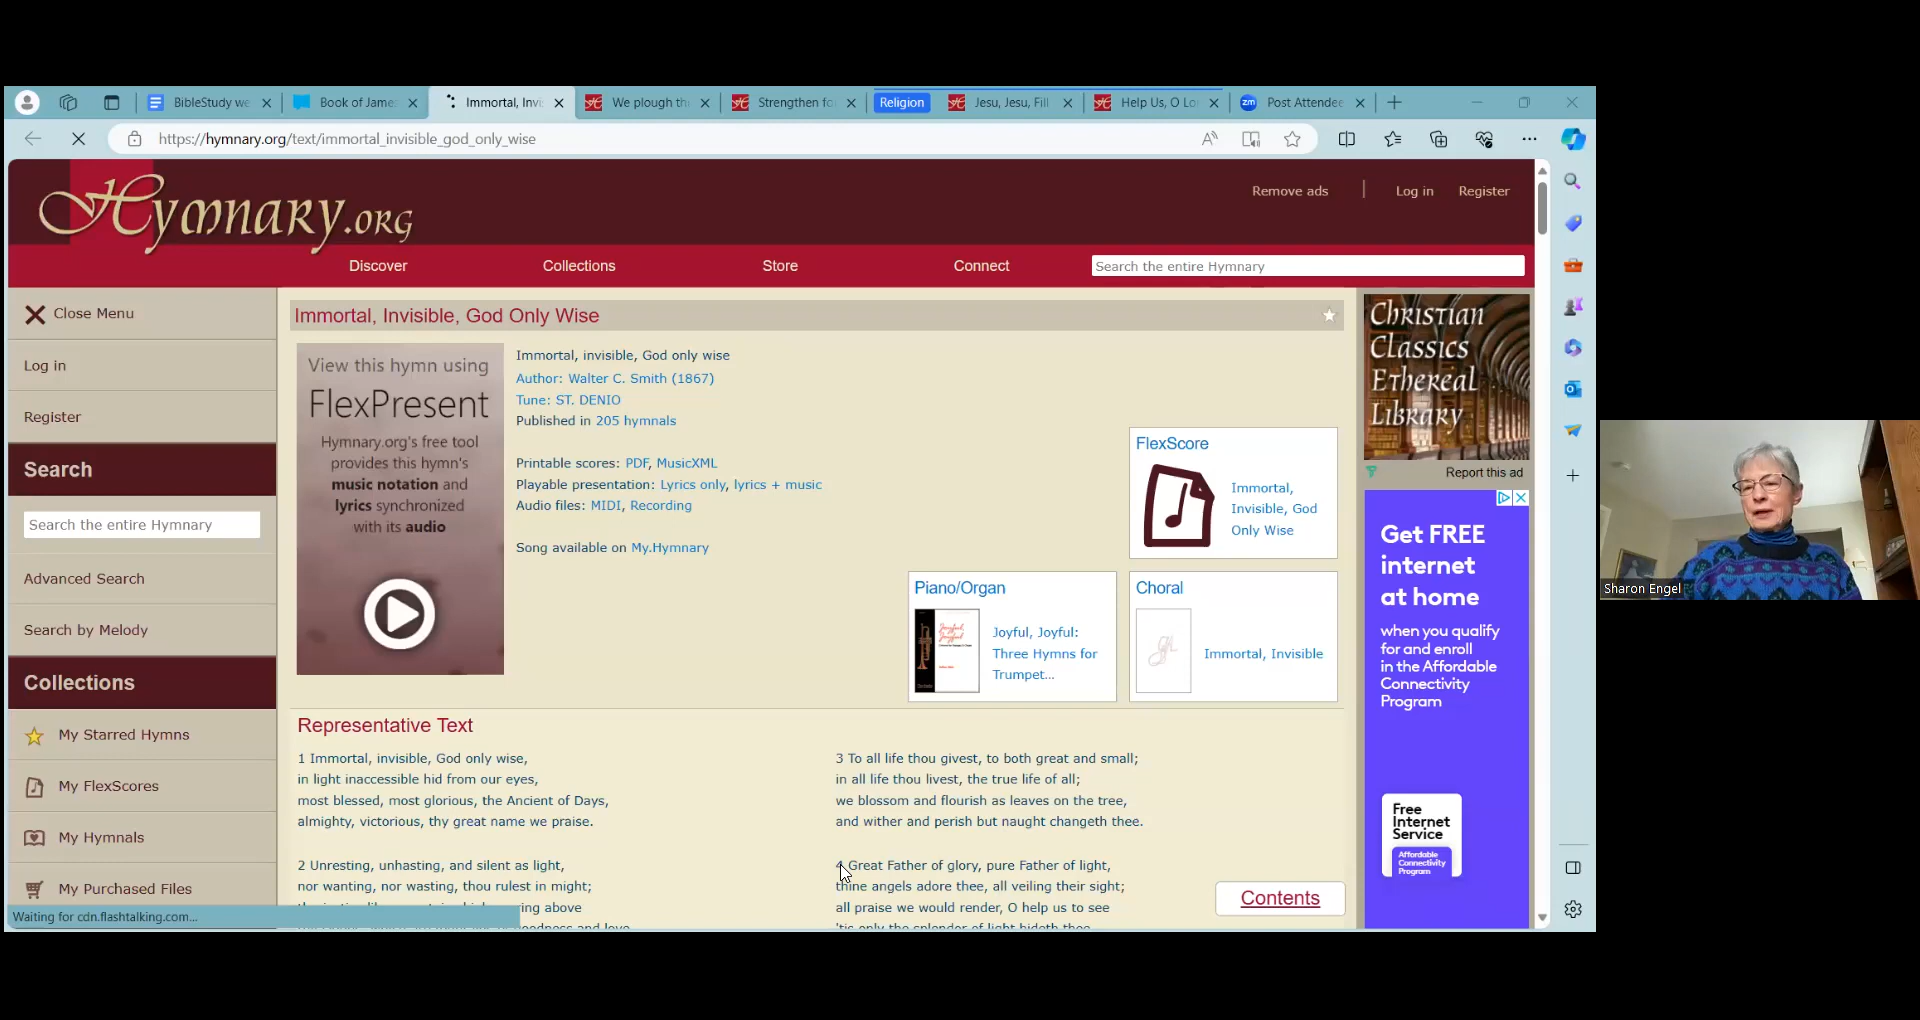 BibleStudy we
Book of James
Immortal, Invi
We plough th
Strengthen fo
Religion
Jesu, Jesu, Fill
Help Us, O Lo
zm
Post Attendee
https://hymnary.org/text/immortal_invisible_god_only_wise
Hymnary.org
Remove ads
Log in
Register
Discover
Collections
Store
Connect
Search the entire Hymnary
Close Menu
Log in
Register
Search
Search the entire Hymnary
Advanced Search
Search by Melody
Collections
My Starred Hymns
My FlexScores
My Hymnals
My Purchased Files
Waiting for cdn.flashtalking.com...
Immortal, Invisible, God Only Wise
View this hymn using
FlexPresent
Hymnary.org's free tool
provides this hymn's
music notation and
lyrics synchronized
with its audio
Immortal, invisible, God only wise
Author: Walter C. Smith (1867)
Tune: ST. DENIO
Published in 205 hymnals
Printable scores: PDF, MusicXML
Playable presentation: Lyrics only, lyrics + music
Audio files: MIDI, Recording
Song available on My.Hymnary
FlexScore
Immortal,
Invisible, God
Only Wise
Piano/Organ
Joyful, Joyful:
Three Hymns for
Trumpet...
Choral
Immortal, Invisible
Representative Text
1 Immortal, invisible, God only wise,
in light inaccessible hid from our eyes,
most blessed, most glorious, the Ancient of Days,
almighty, victorious, thy great name we praise.
2 Unresting, unhasting, and silent as light,
nor wanting, nor wasting, thou rulest in might;
3 To all life thou givest, to both great and small;
in all life thou livest, the true life of all;
we blossom and flourish as leaves on the tree,
and wither and perish but naught changeth thee.
4 Great Father of glory, pure Father of light,
thine angels adore thee, all veiling their sight;
all praise we would render, O help us to see
'tis only the splendor of light hideth thee
Contents
Christian
Classics
Ethereal
Library
Report this ad
Get FREE
internet
at home
when you qualify
for and enroll
in the Affordable
Connectivity
Program
Free
Internet
Service
Affordable
Connectivity
Program
Sharon Engel